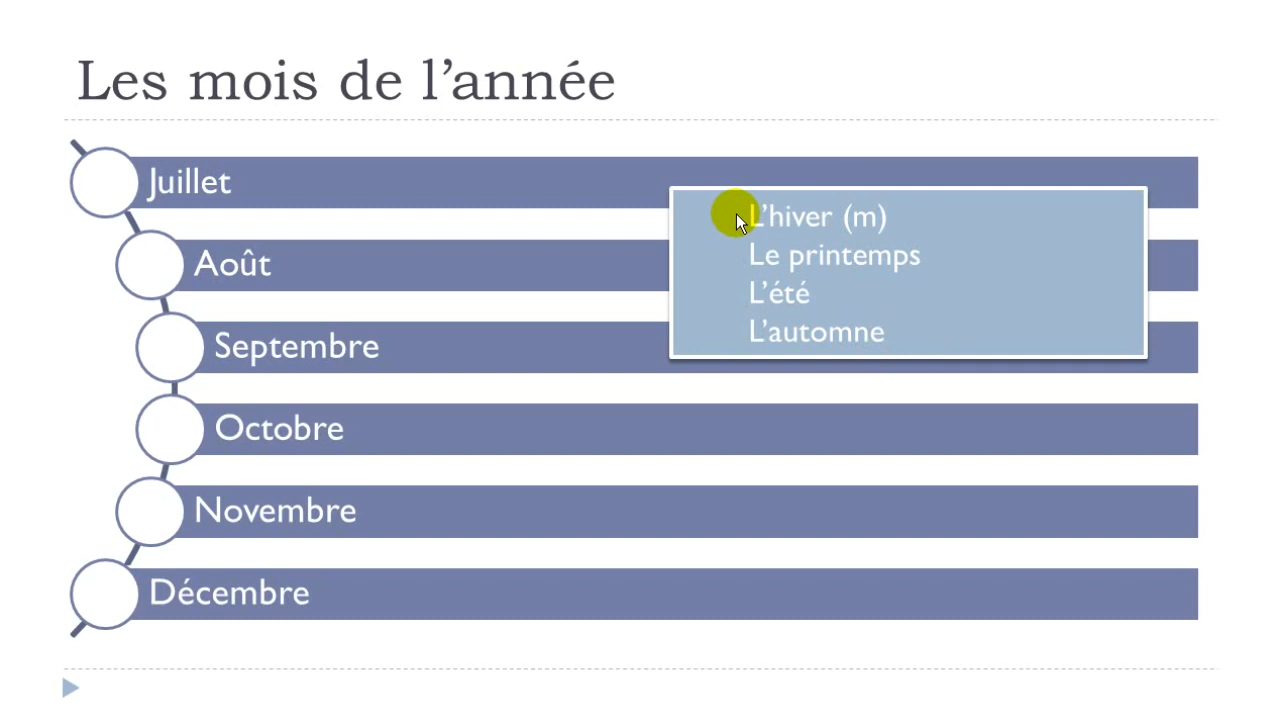 Les mois de l’année
Juillet
Août
Septembre
Octobre
Novembre
Décembre
L’hiver (m)
Le printemps
L’été
L’automne